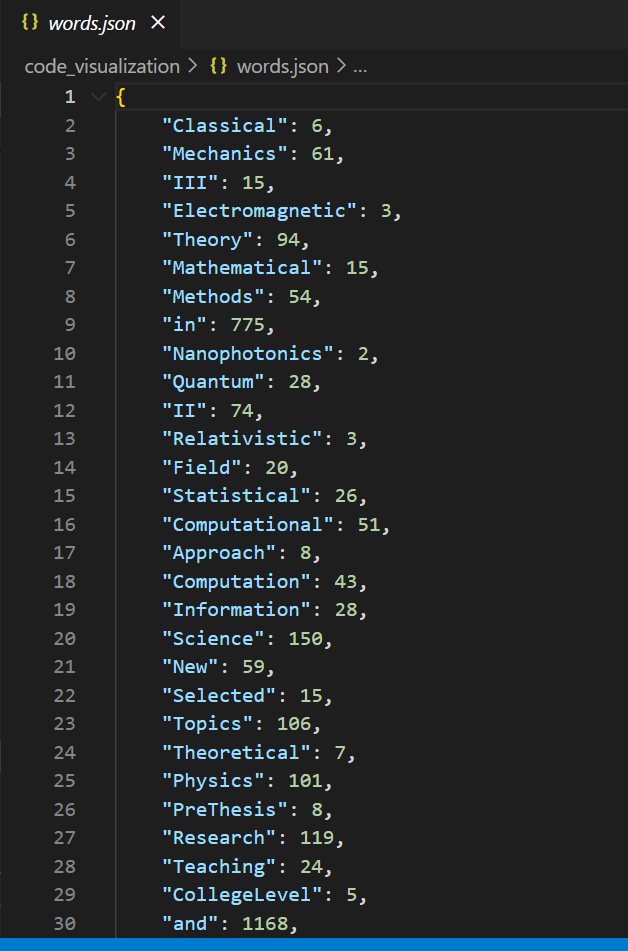 {} words.json ×
code_visualization > {} words.json > ...
1 {
2 "Classical": 6,
3 "Mechanics": 61,
4 "III": 15,
5 "Electromagnetic": 3,
6 "Theory": 94,
7 "Mathematical": 15,
8 "Methods": 54,
9 "in": 775,
10 "Nanophotonics": 2,
11 "Quantum": 28,
12 "II": 74,
13 "Relativistic": 3,
14 "Field": 20,
15 "Statistical": 26,
16 "Computational": 51,
17 "Approach": 8,
18 "Computation": 43,
19 "Information": 28,
20 "Science": 150,
21 "New": 59,
22 "Selected": 15,
23 "Topics": 106,
24 "Theoretical": 7,
25 "Physics": 101,
26 "PreThesis": 8,
27 "Research": 119,
28 "Teaching": 24,
29 "CollegeLevel": 5,
30 "and": 1168,